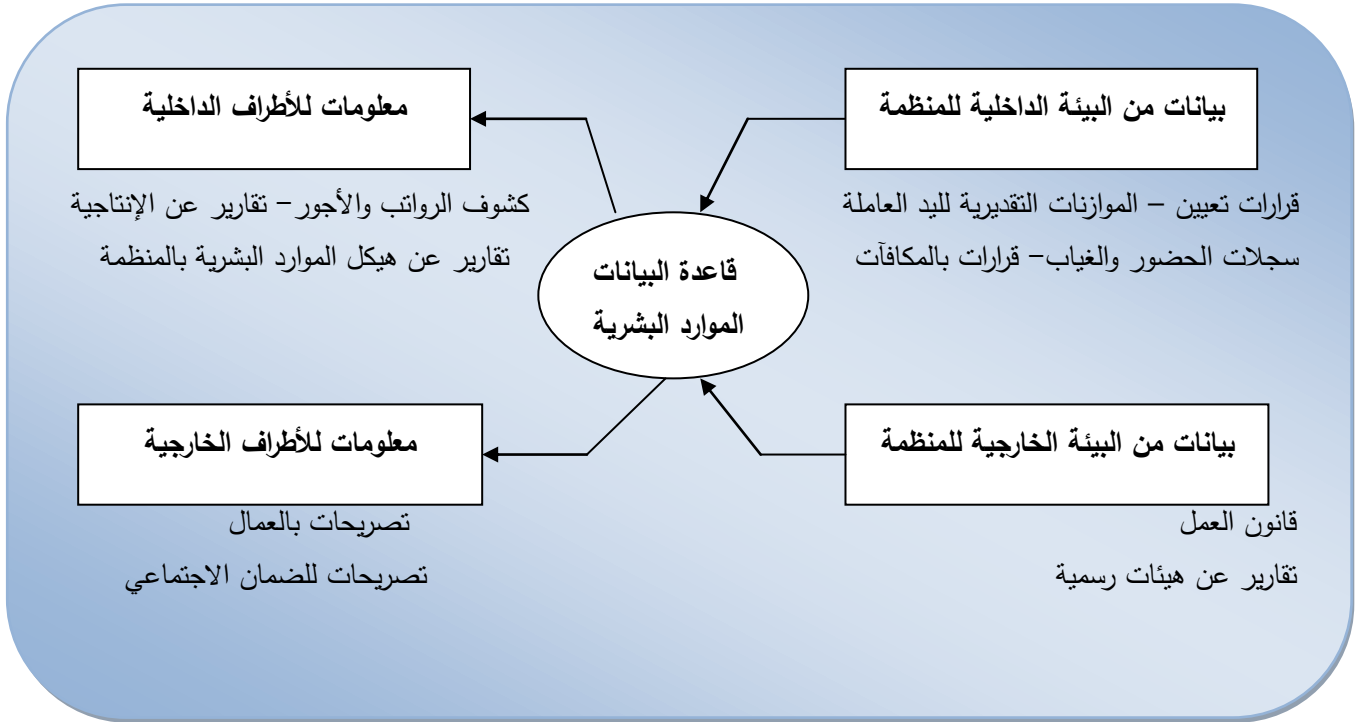 بيانات من البيئة الداخلية للمنظمة
قرارات تعيين – الموازنات التقديرية لليد العاملة
سجلات الحضور والغياب– قرارات بالمكافآت
معلومات للأطراف الداخلية
كشوف الرواتب والأجور – تقارير عن الإنتاجية
تقارير عن هيكل الموارد البشرية بالمنظمة
قاعدة البيانات
الموارد البشرية
بيانات من البيئة الخارجية للمنظمة
قانون العمل
تقارير عن هيئات رسمية
معلومات للأطراف الخارجية
تصريحات بالعمال
تصريحات للضمان الاجتماعي